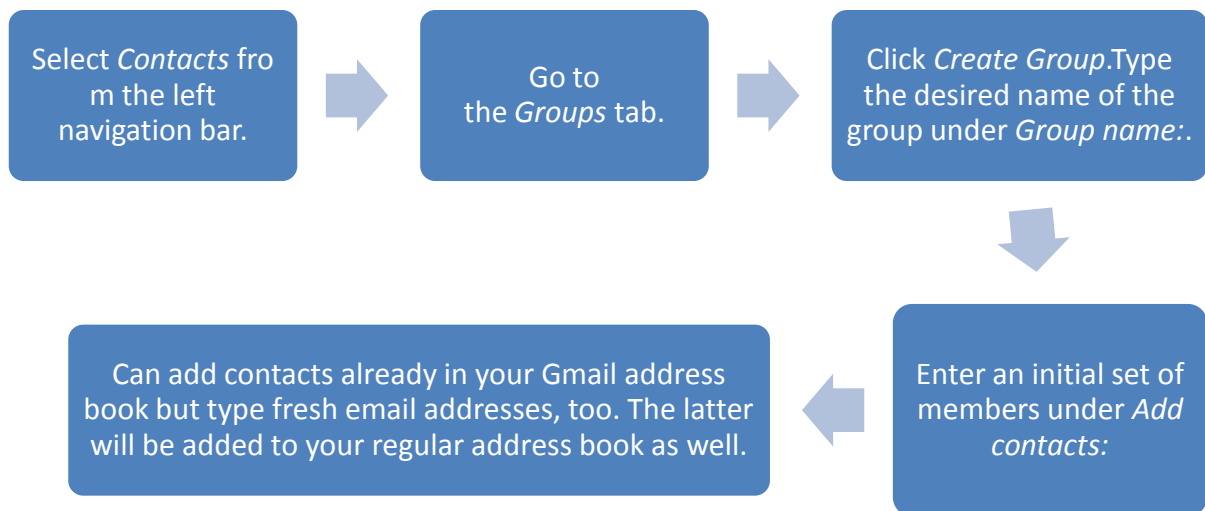 Select Contacts fro
m the left
navigation bar.
Go to
the Groups tab.
Click Create Group.Type
the desired name of the
group under Group name:.
Enter an initial set of
members under Add
contacts:
Can add contacts already in your Gmail address
book but type fresh email addresses, too. The latter
will be added to your regular address book as well.